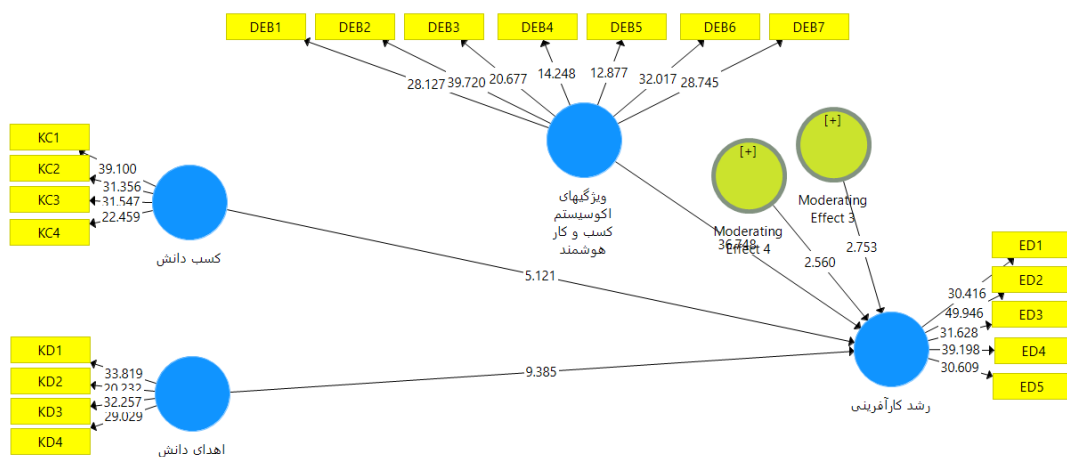 DEB1 DEB2 DEB3 DEB4 DEB5 DEB6 DEB7
28.127 39.720 20.677 14.248 12.877 32.017 28.745
KC1
KC2
KC3
KC4
39.100
31.356
31.547
22.459
کسب دانش
ویژگیهای
اکوسیستم
کسب و کار
هوشمند
[+]
Moderating
Effect 4
[+]
Moderating
Effect 3
36.748
2.560
2.753
5.121
9.385
KD1
KD2
KD3
KD4
33.819
20.232
32.257
29.029
اهدای دانش
ED1
ED2
ED3
ED4
ED5
30.416
49.946
31.628
39.198
30.609
رشد کارآفرینی